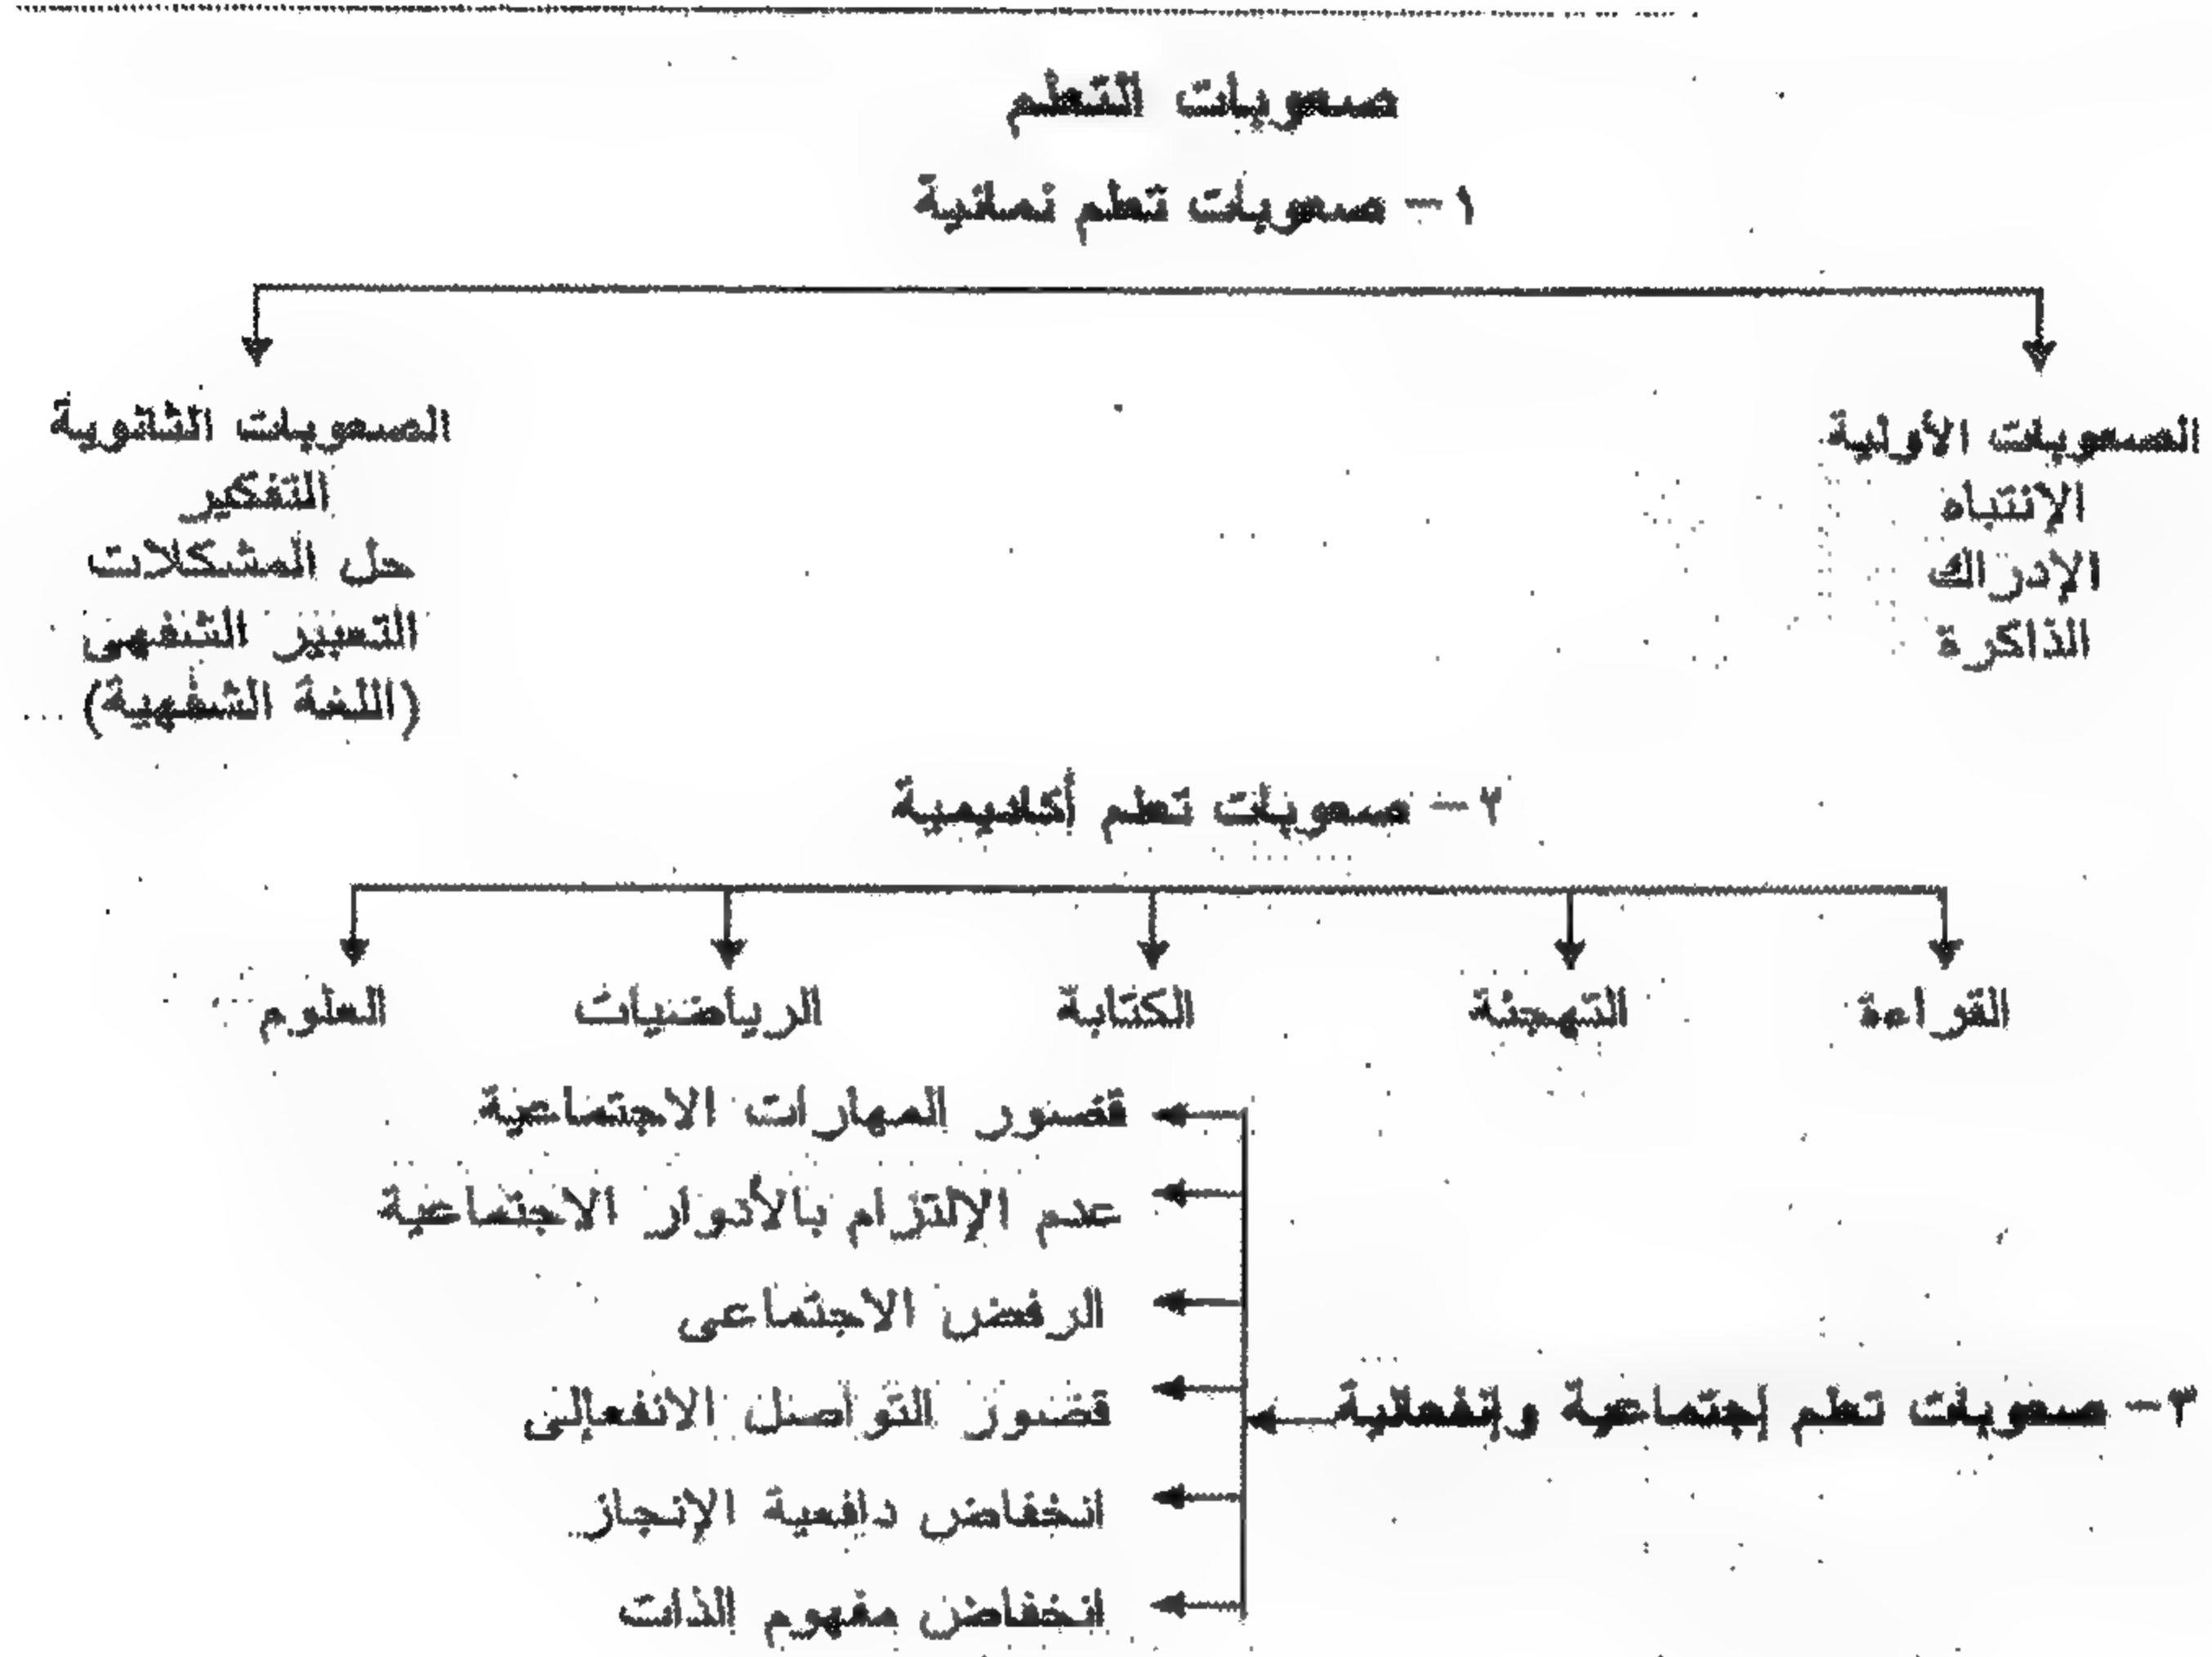 صعوبات التعلم
١- صعوبات تعلم نمائية
الصعوبات الأولية
الإنتباه
الإدراك
الذاكرة
الصعوبات الثانوية
التفكير
حل المشكلات
التعبير الشفهى
(اللغة الشفهية)
٢- صعوبات تعلم أكاديمية
القراءة
التهجئة
الكتابة
الرياضيات
العلوم
٣- صعوبات تعلم إجتماعية وإنفعالية
قصور المهارات الاجتماعية
عدم الإلتزام بالأدوار الاجتماعية
الرفض الاجتماعى
قصور التواصل الانفعالى
انخفاض دافعية الإنجاز
انخفاض مفهوم الذات